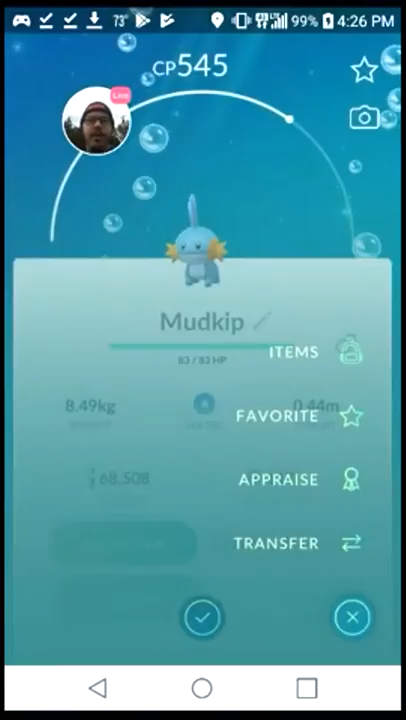 73° 99% 4:26 PM
CP545
Live
Mudkip
83 / 83 HP
ITEMS
8.49kg 0.44m
FAVORITE
68,508
APPRAISE
TRANSFER